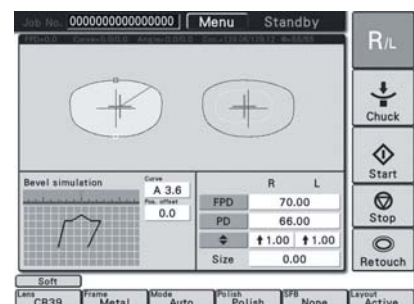 Job No. 0000000000000000 Menu Standby
R/L
Chuck
Start
Stop
Retouch
Bevel simulation
Curve
A 3.6
Pos. offset
0.0
R L
FPD 70.00
PD 66.00
1.00 1.00
Size 0.00
Soft
Lens Frame Mode Polish SFB Layout
CR39 Metal Auto Polish None Active